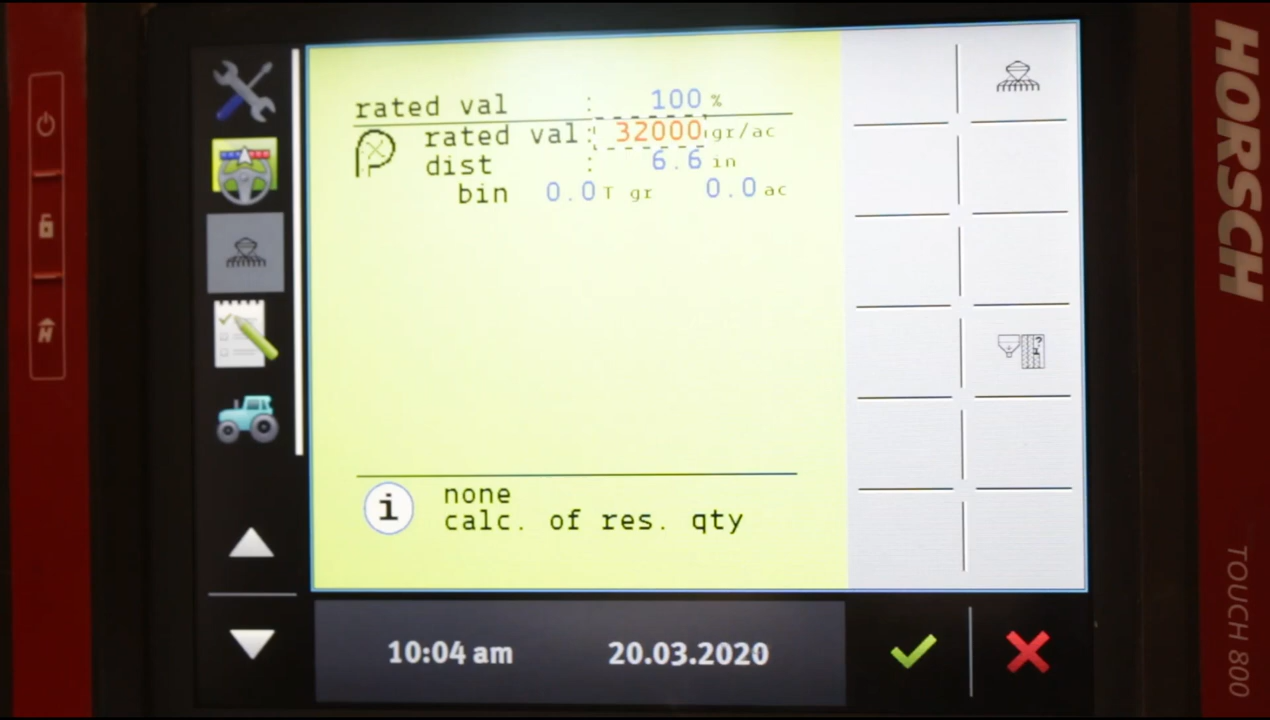 rated val : 100 %
rated val: 32000 gr/ac
dist : 6.6 in
bin 0.0 T gr 0.0 ac
i none
calc. of res. qty
10:04 am 20.03.2020
HORSCH
TOUCH 800